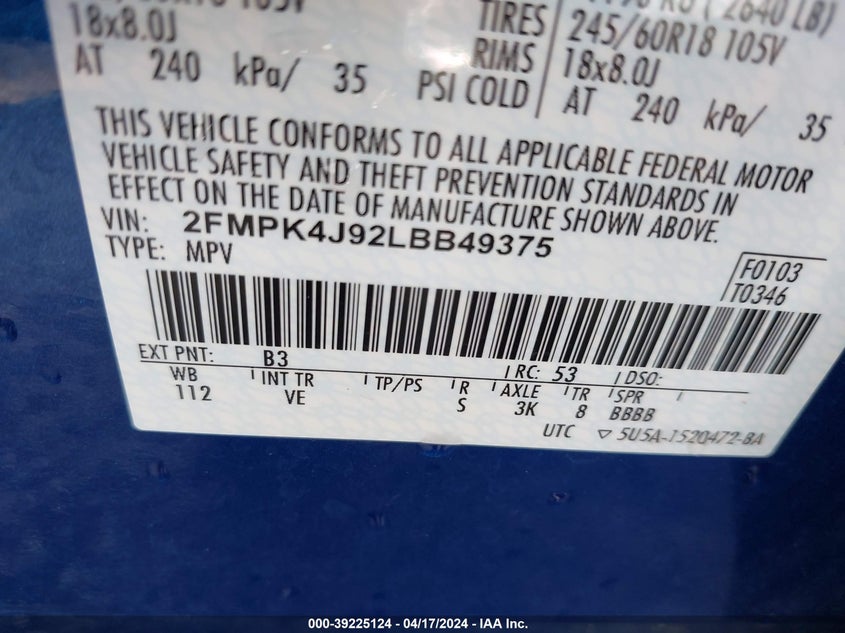 18x8.0J
AT 240 kPa/ 35 PSI COLD
TIRES 245/60R18 105V
RIMS 18x8.0J
AT 240 kPa/ 35
THIS VEHICLE CONFORMS TO ALL APPLICABLE FEDERAL MOTOR
VEHICLE SAFETY AND THEFT PREVENTION STANDARDS IN
EFFECT ON THE DATE OF MANUFACTURE SHOWN ABOVE.
VIN: 2FMPK4J92LBB49375
TYPE: MPV
F0103
T0346
EXT PNT: B3 RC: 53 DSO:
WB INT TR TP/PS R AXLE TR SPR
112 VE S 3K 8 BBBB
UTC ▽ 5U5A-1520472-BA
000-39225124 - 04/17/2024 - IAA Inc.